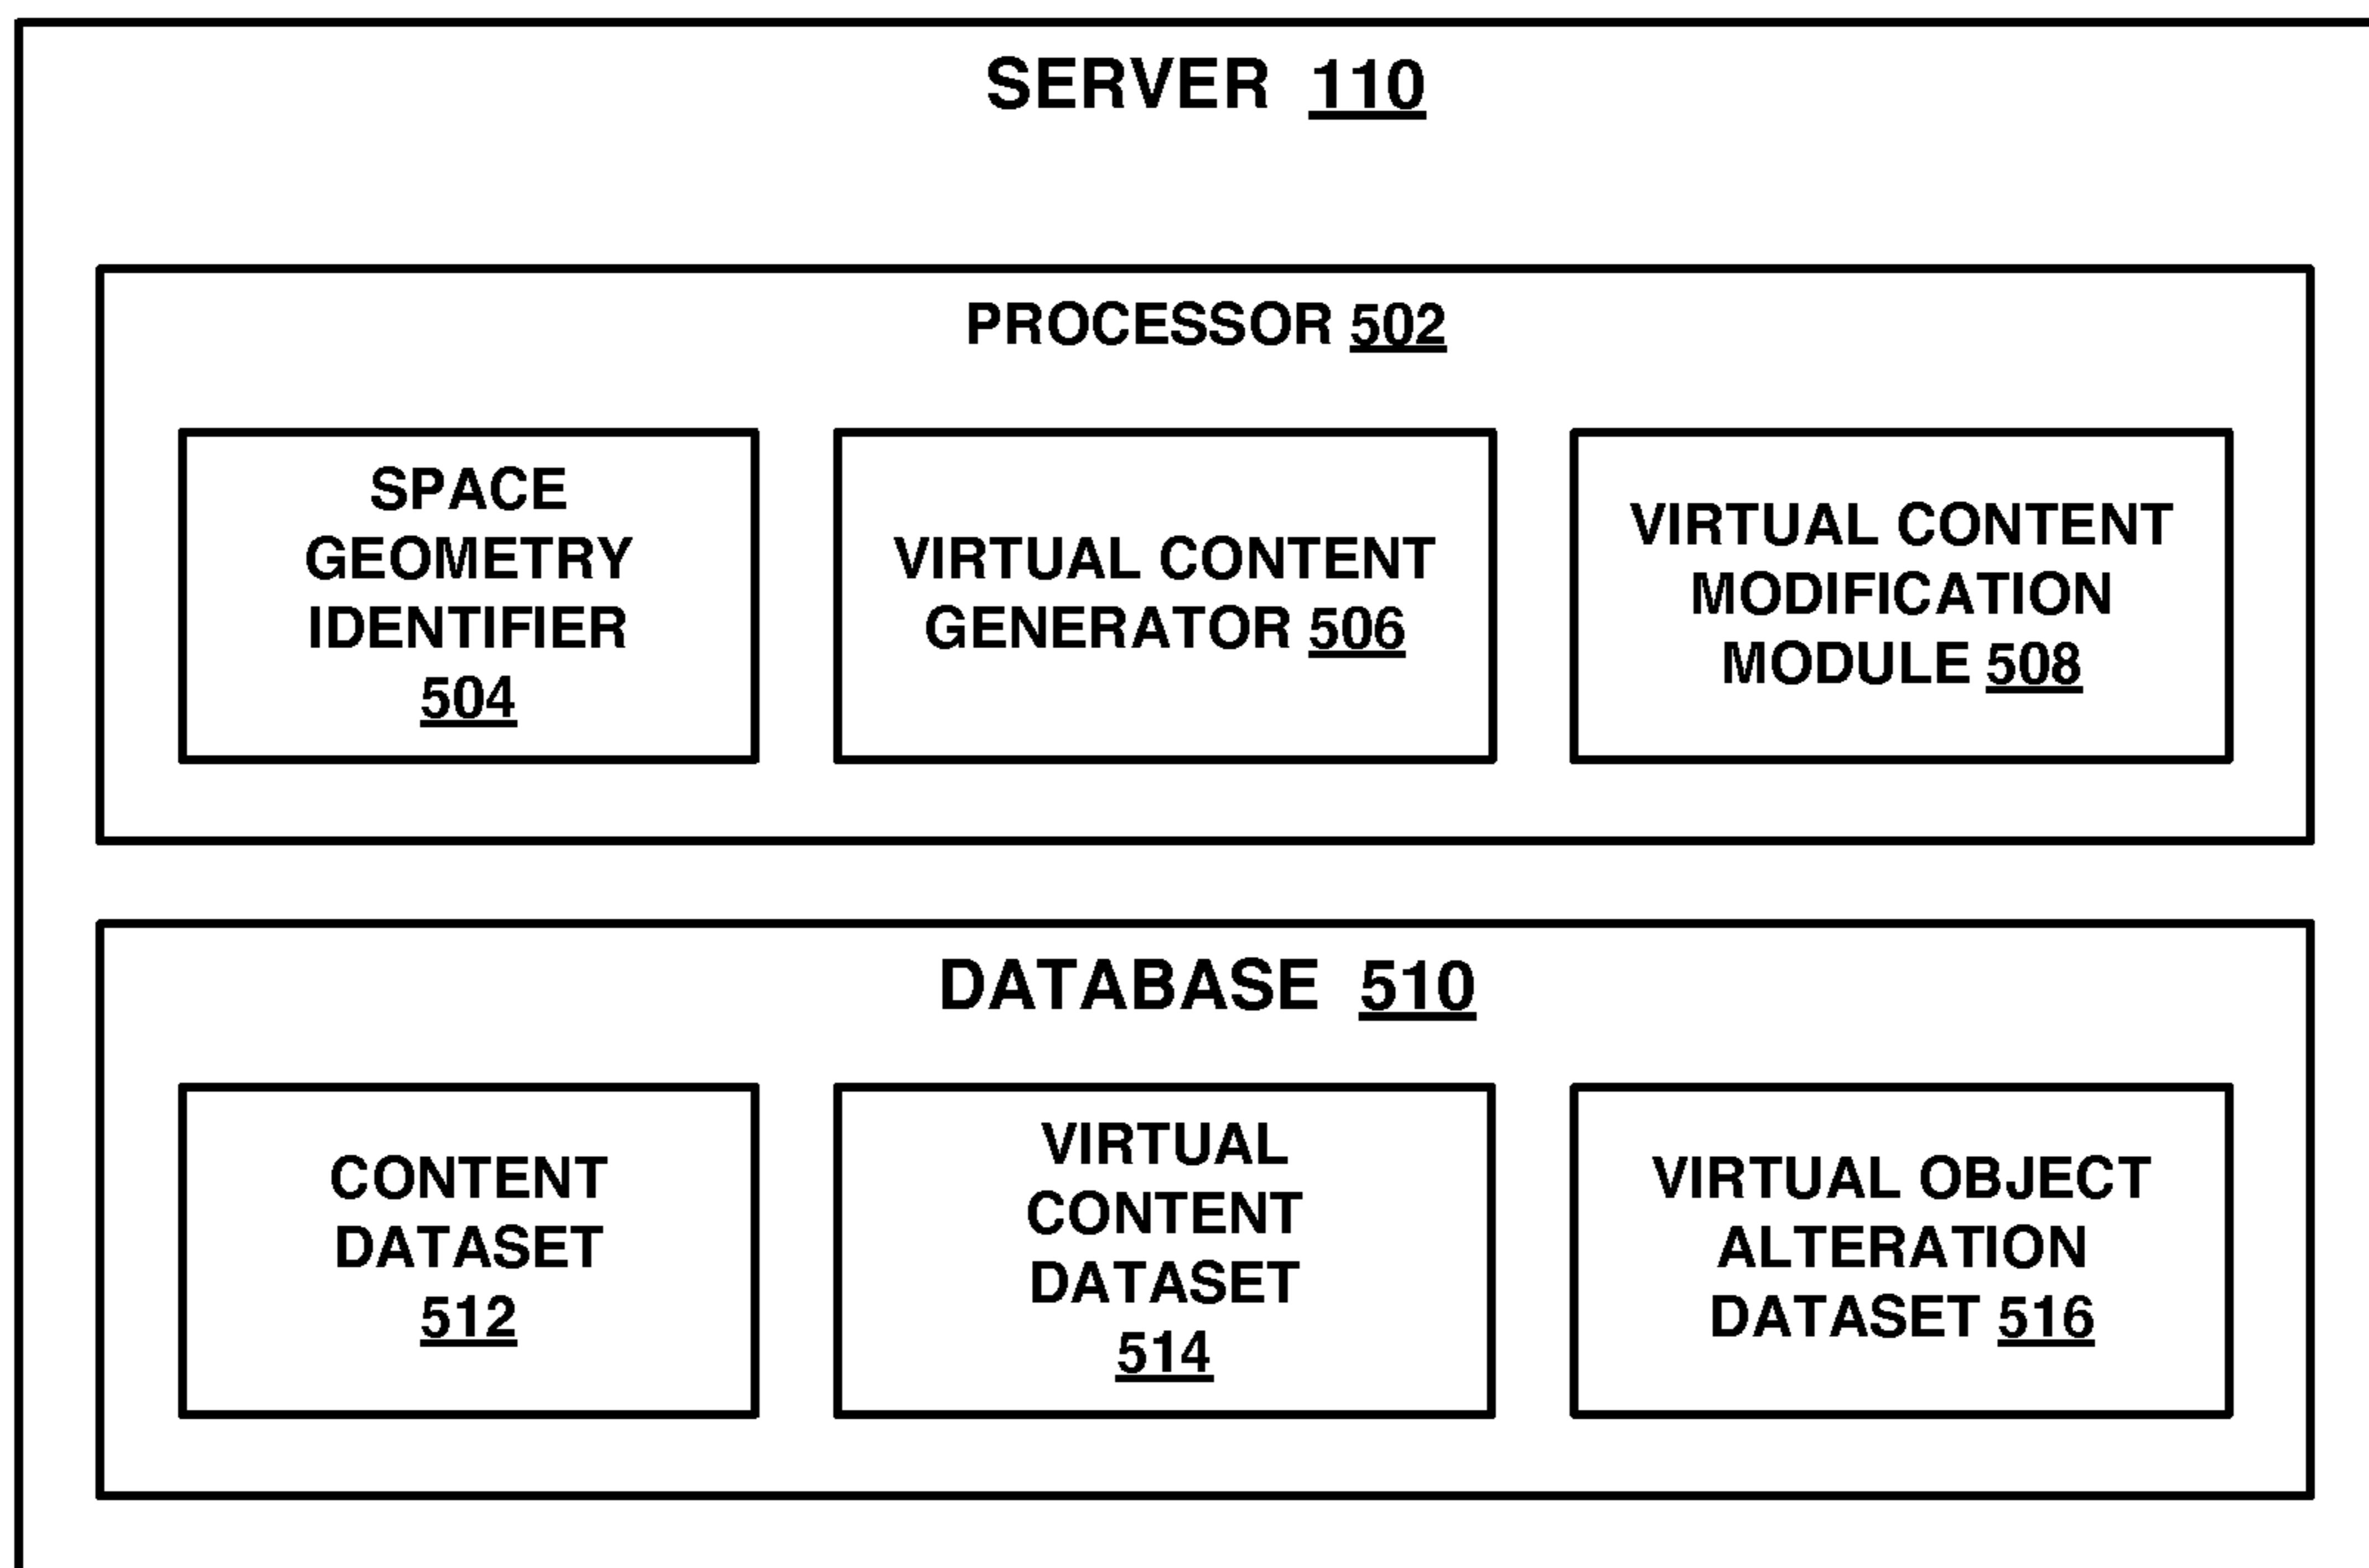 SERVER 110
PROCESSOR 502
SPACE
GEOMETRY
IDENTIFIER
504
VIRTUAL CONTENT
GENERATOR 506
VIRTUAL CONTENT
MODIFICATION
MODULE 508
DATABASE 510
CONTENT
DATASET
512
VIRTUAL
CONTENT
DATASET
514
VIRTUAL OBJECT
ALTERATION
DATASET 516